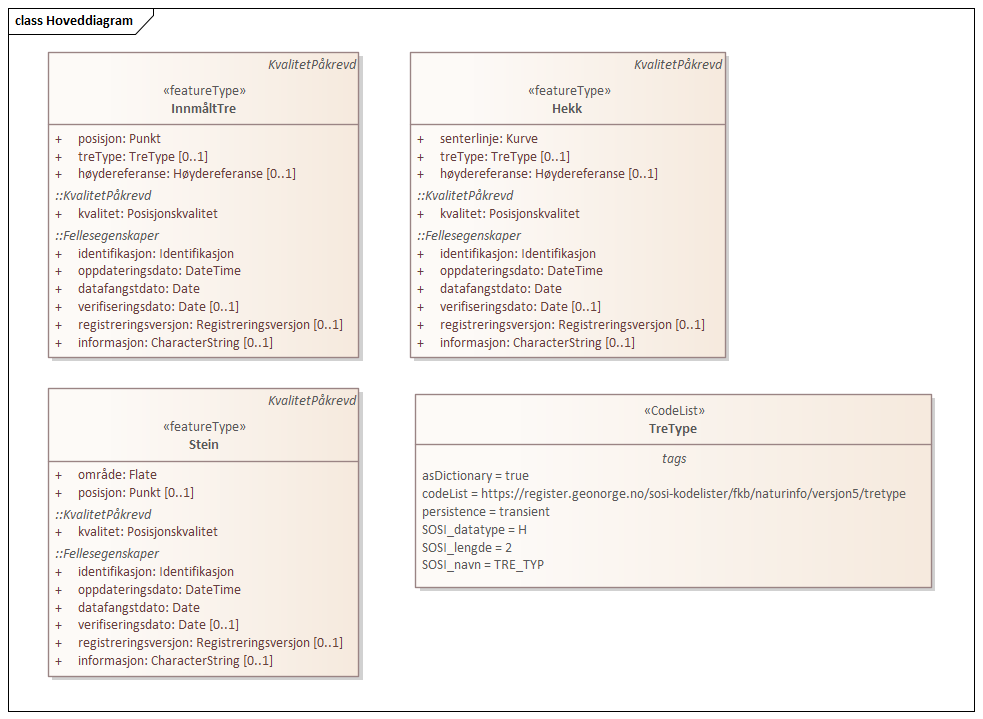 class Hoveddiagram
KvalitetPåkrevd
«featureType»
InnmåltTre
+ posisjon: Punkt
+ treType: TreType [0..1]
+ høydereferanse: Høydereferanse [0..1]
::KvalitetPåkrevd
+ kvalitet: Posisjonskvalitet
::Fellesegenskaper
+ identifikasjon: Identifikasjon
+ oppdateringsdato: DateTime
+ datafangstdato: Date
+ verifiseringsdato: Date [0..1]
+ registreringsversjon: Registreringsversjon [0..1]
+ informasjon: CharacterString [0..1]
KvalitetPåkrevd
«featureType»
Hekk
+ senterlinje: Kurve
+ treType: TreType [0..1]
+ høydereferanse: Høydereferanse [0..1]
::KvalitetPåkrevd
+ kvalitet: Posisjonskvalitet
::Fellesegenskaper
+ identifikasjon: Identifikasjon
+ oppdateringsdato: DateTime
+ datafangstdato: Date
+ verifiseringsdato: Date [0..1]
+ registreringsversjon: Registreringsversjon [0..1]
+ informasjon: CharacterString [0..1]
KvalitetPåkrevd
«featureType»
Stein
+ område: Flate
+ posisjon: Punkt [0..1]
::KvalitetPåkrevd
+ kvalitet: Posisjonskvalitet
::Fellesegenskaper
+ identifikasjon: Identifikasjon
+ oppdateringsdato: DateTime
+ datafangstdato: Date
+ verifiseringsdato: Date [0..1]
+ registreringsversjon: Registreringsversjon [0..1]
+ informasjon: CharacterString [0..1]
«CodeList»
TreType
tags
asDictionary = true
codeList = https://register.geonorge.no/sosi-kodelister/fkb/naturinfo/versjon5/tretype
persistence = transient
SOSI_datatype = H
SOSI_lengde = 2
SOSI_navn = TRE_TYP